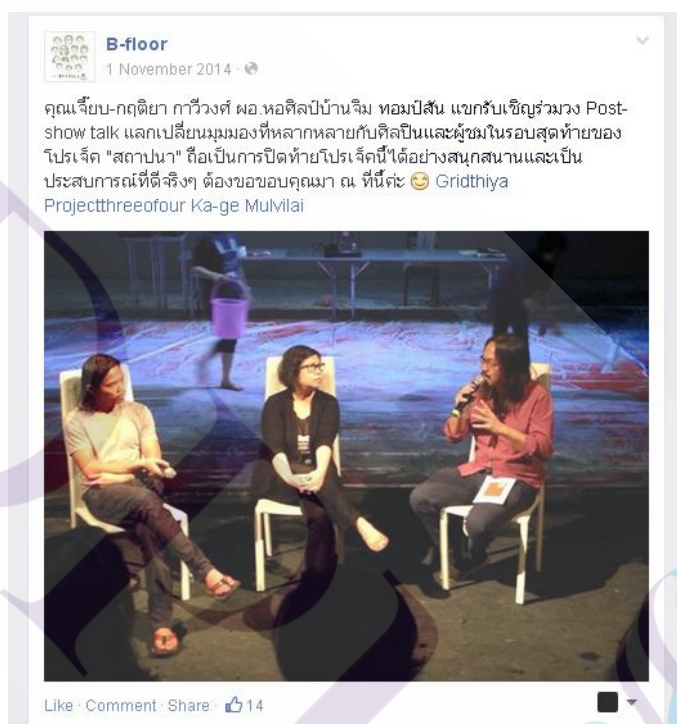 B-floor
1 November 2014 ·
คุณเจี๊ยบ-กฤติยา กาวีวงศ์ ผอ.หอศิลป์บ้านจิม ทอมป์สัน แขกรับเชิญร่วมวง Post-
show talk แลกเปลี่ยนมุมมองที่หลากหลายกับศิลปินและผู้ชมในรอบสุดท้ายของ
โปรเจ็ค "สถาปนา" ถือเป็นการปิดท้ายโปรเจ็คนี้ได้อย่างสนุกสนานและเป็น
ประสบการณ์ที่ดีจริงๆ ต้องขอขอบคุณมา ณ ที่นี้ค่ะ 😊 Gridthiya
Projectthreeofour Ka-ge Mulvilai
Like · Comment · Share · 14